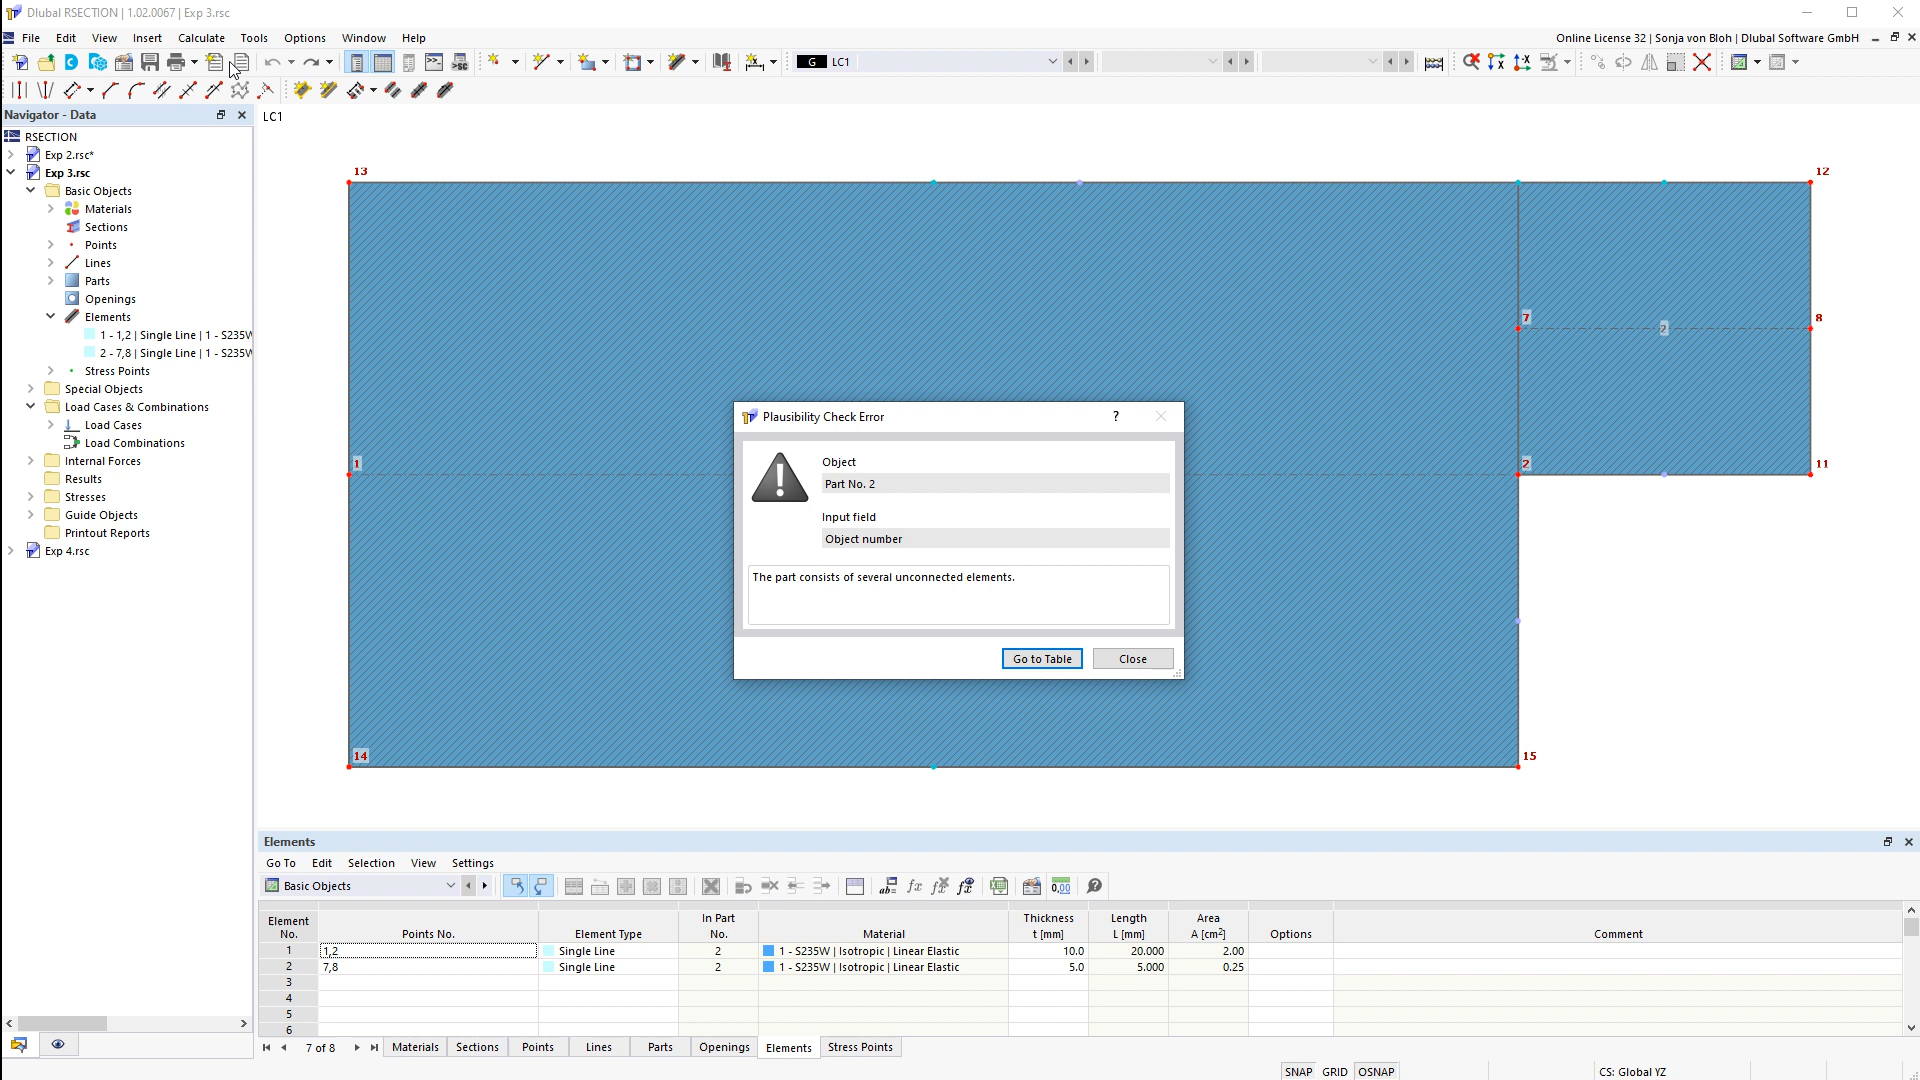 Dlubal RSECTION | 1.02.0067 | Exp 3.rsc
File Edit View Insert Calculate Tools Options Window Help
Online License 32 | Sonja von Bloh | Dlubal Software GmbH
G LC1
Navigator - Data
LC1
RSECTION
Exp 2.rsc*
Exp 3.rsc
Basic Objects
Materials
Sections
Points
Lines
Parts
Openings
Elements
1 - 1,2 | Single Line | 1 - S235W
2 - 7,8 | Single Line | 1 - S235W
Stress Points
Special Objects
Load Cases & Combinations
Load Cases
Load Combinations
Internal Forces
Results
Stresses
Guide Objects
Printout Reports
Exp 4.rsc
13
12
7
2
8
1
2
11
14
15
Plausibility Check Error
?
Object
Part No. 2
Input field
Object number
The part consists of several unconnected elements.
Go to Table
Close
Elements
Go To Edit Selection View Settings
Basic Objects
Element No. Points No. Element Type In Part No. Material Thickness t [mm] Length L [mm] Area A [cm2] Options Comment
1 1,2 Single Line 2 1 - S235W | Isotropic | Linear Elastic 10.0 20.000 2.00
2 7,8 Single Line 2 1 - S235W | Isotropic | Linear Elastic 5.0 5.000 0.25
3
4
5
6
7 of 8 Materials Sections Points Lines Parts Openings Elements Stress Points
SNAP GRID OSNAP CS: Global YZ